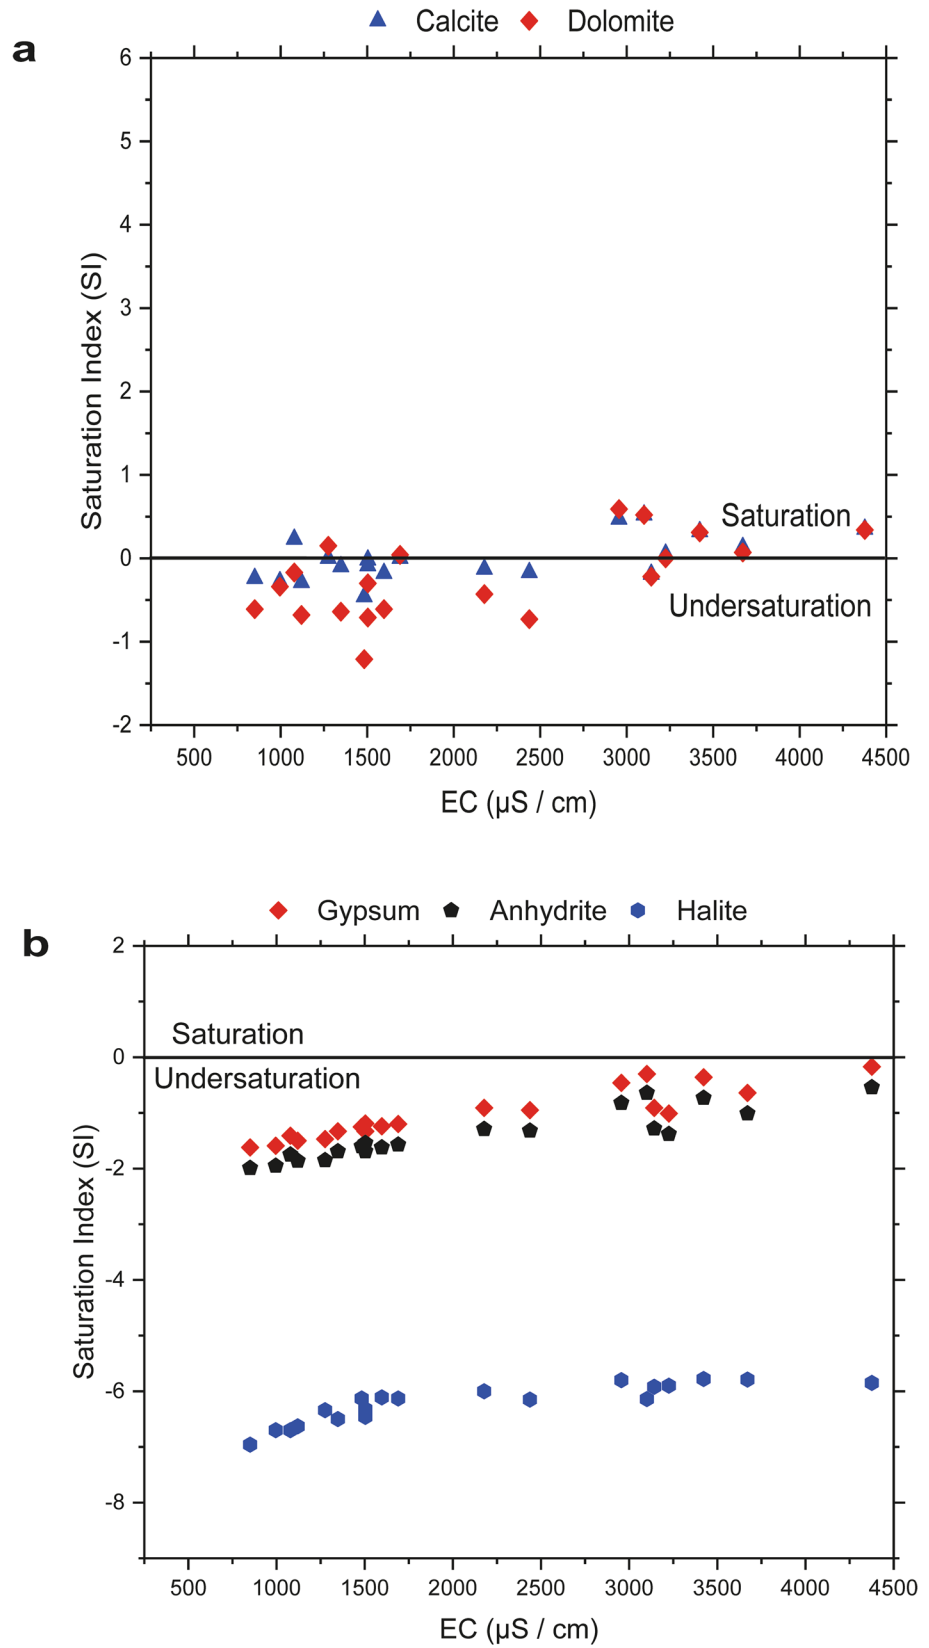 Calcite Dolomite
a
6
5
4
3
2
1
0
-1
-2
Saturation Index (SI)
Saturation
Undersaturation
500 1000 1500 2000 2500 3000 3500 4000 4500
EC (µS / cm)
Gypsum Anhydrite Halite
b
2
0
-2
-4
-6
-8
Saturation Index (SI)
Saturation
Undersaturation
500 1000 1500 2000 2500 3000 3500 4000 4500
EC (µS / cm)